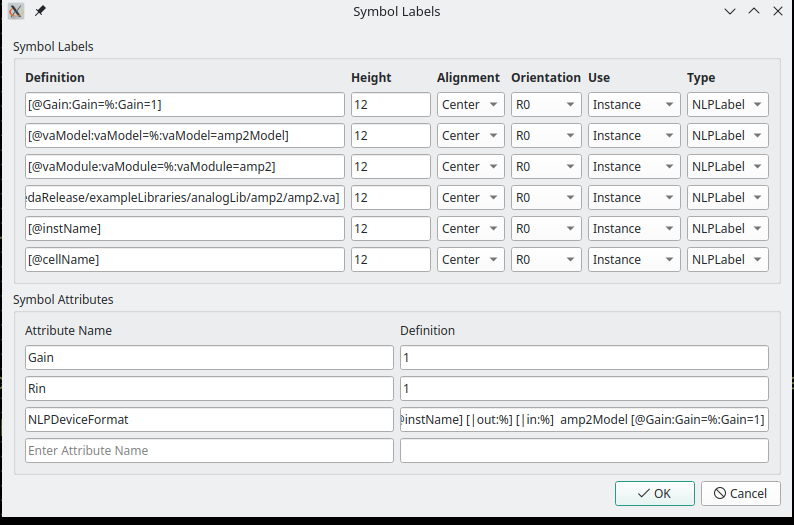 Symbol Labels
Symbol Labels
Definition Height Alignment Orientation Use Type
[@Gain:Gain=%:Gain=1] 12 Center R0 Instance NLPLabel
[@vaModel:vaModel=%:vaModel=amp2Model] 12 Center R0 Instance NLPLabel
[@vaModule:vaModule=%:vaModule=amp2] 12 Center R0 Instance NLPLabel
edaRelease/exampleLibraries/analogLib/amp2/amp2.va] 12 Center R0 Instance NLPLabel
[@instName] 12 Center R0 Instance NLPLabel
[@cellName] 12 Center R0 Instance NLPLabel
Symbol Attributes
Attribute Name Definition
Gain 1
Rin 1
NLPDeviceFormat @instName] [|out:%] [|in:%]  amp2Model [@Gain:Gain=%:Gain=1]
Enter Attribute Name
OK Cancel